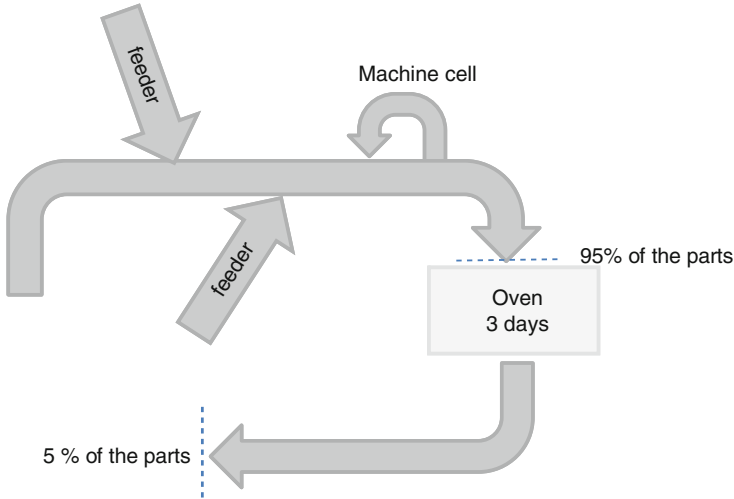 feeder
Machine cell
feeder
95% of the parts
Oven
3 days
5 % of the parts